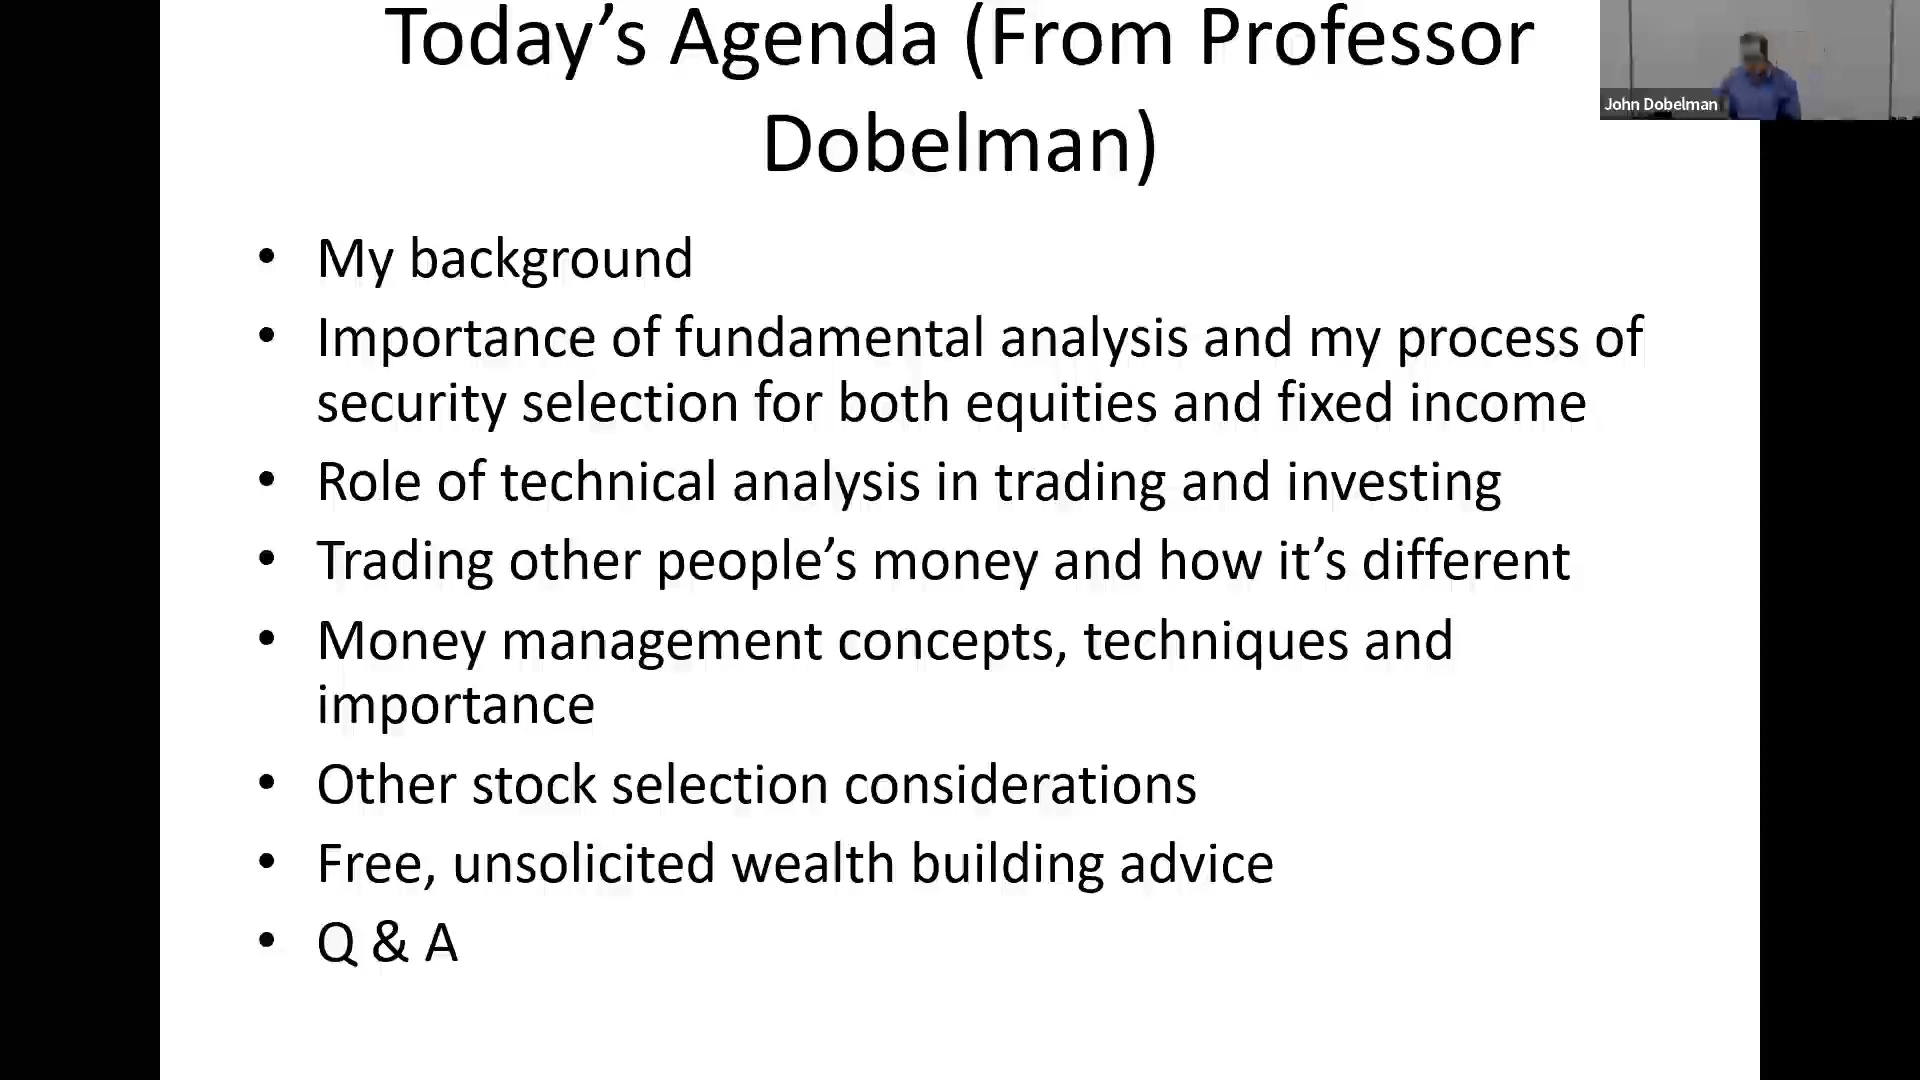 Today’s Agenda (From Professor
Dobelman)
John Dobelman
• My background
• Importance of fundamental analysis and my process of
security selection for both equities and fixed income
• Role of technical analysis in trading and investing
• Trading other people’s money and how it’s different
• Money management concepts, techniques and
importance
• Other stock selection considerations
• Free, unsolicited wealth building advice
• Q & A